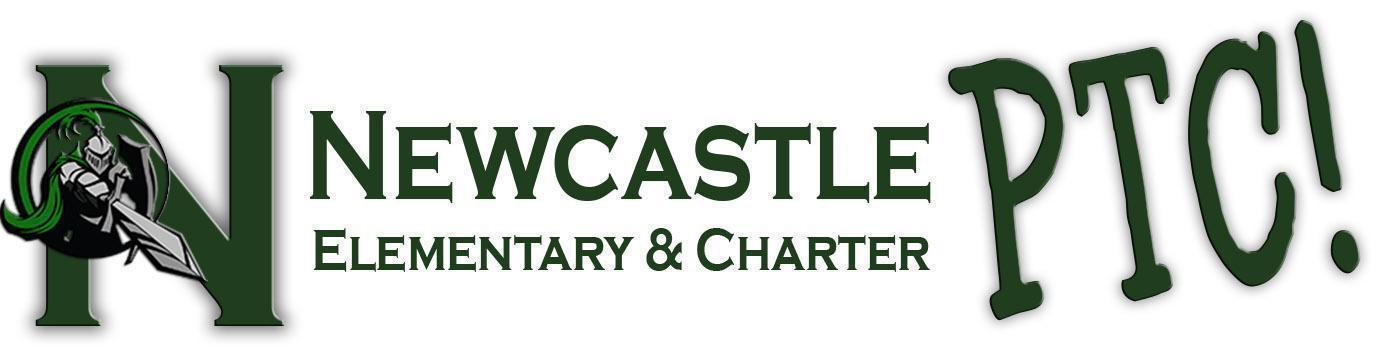 N
NEWCASTLE
ELEMENTARY & CHARTER
PTC!